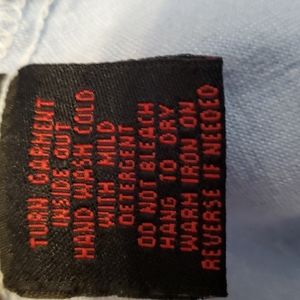 TURN GARMENT
INSIDE OUT
HAND WASH COLD
WITH MILD
DETERGENT
DO NOT BLEACH
HANG TO DRY
WARM IRON ON
REVERSE IF NEEDED